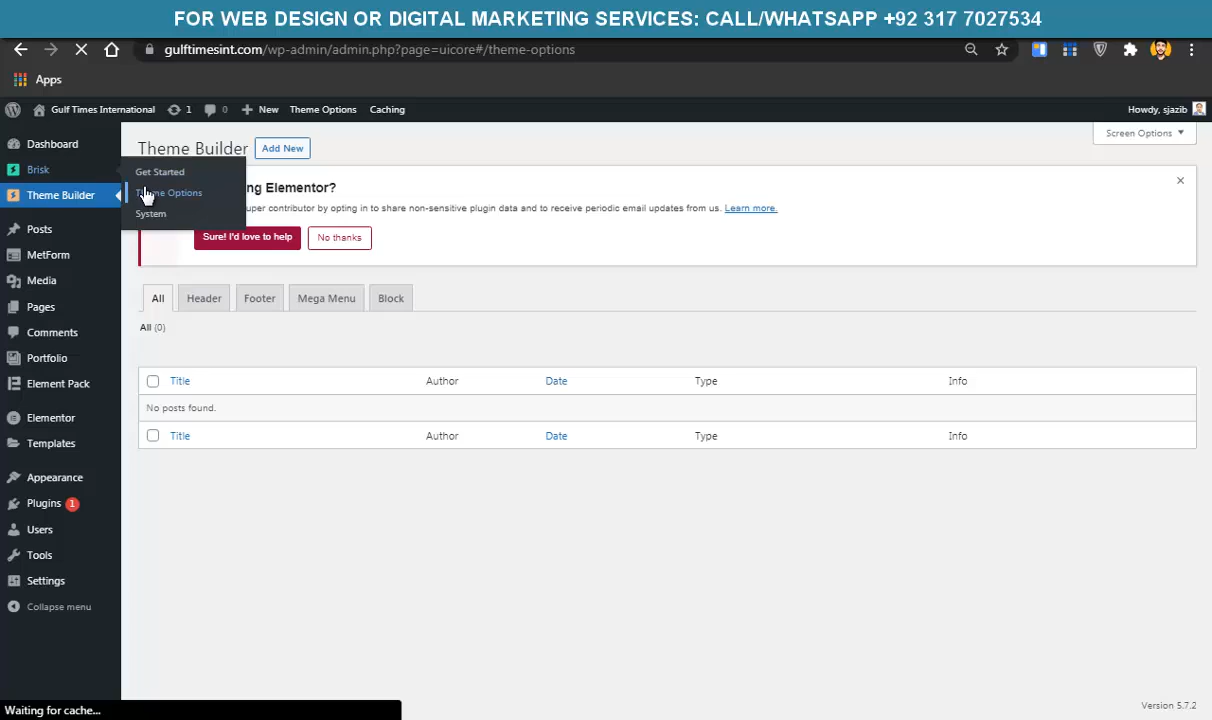 FOR WEB DESIGN OR DIGITAL MARKETING SERVICES: CALL/WHATSAPP +92 317 7027534
gulftimesint.com/wp-admin/admin.php?page=uicore#/theme-options
Apps
Gulf Times International 1 0 New Theme Options Caching Howdy, sjazib
Dashboard
Brisk
Theme Builder
Posts
MetForm
Media
Pages
Comments
Portfolio
Element Pack
Elementor
Templates
Appearance
Plugins 1
Users
Tools
Settings
Collapse menu
Get Started
Options
System
Theme Builder Add New
Screen Options
Elementor?
contributor by opting in to share non-sensitive plugin data and to receive periodic email updates from us. Learn more.
Sure! I'd love to help No thanks
All Header Footer Mega Menu Block
All (0)
Title Author Date Type Info
No posts found.
Title Author Date Type Info
Version 5.7.2
Waiting for cache...